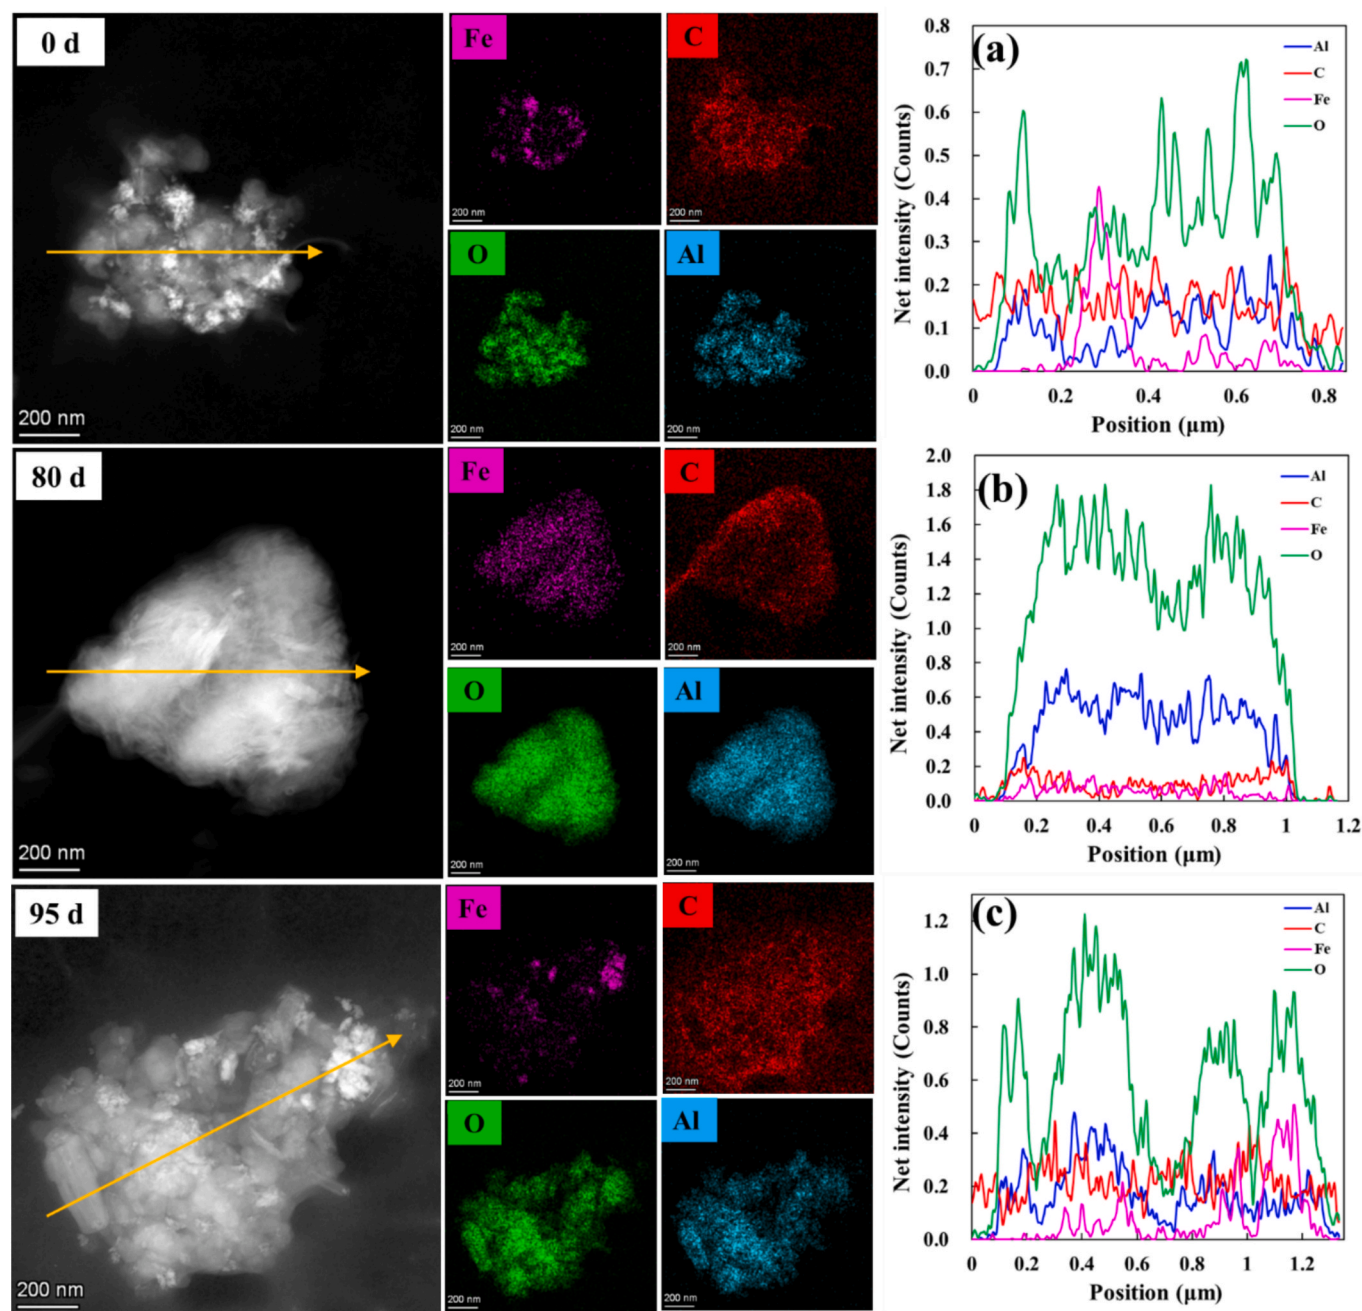 0 d
200 nm
Fe
200 nm
C
200 nm
O
200 nm
Al
200 nm
(a)
Al
C
Fe
O
Net intensity (Counts)
0.8
0.7
0.6
0.5
0.4
0.3
0.2
0.1
0.0
0 0.2 0.4 0.6 0.8
Position (µm)
80 d
200 nm
Fe
200 nm
C
200 nm
O
200 nm
Al
200 nm
(b)
Al
C
Fe
O
Net intensity (Counts)
2.0
1.8
1.6
1.4
1.2
1.0
0.8
0.6
0.4
0.2
0.0
0 0.2 0.4 0.6 0.8 1 1.2
Position (µm)
95 d
200 nm
Fe
200 nm
C
200 nm
O
200 nm
Al
200 nm
(c)
Al
C
Fe
O
Net intensity (Counts)
1.2
1.0
0.8
0.6
0.4
0.2
0.0
0 0.2 0.4 0.6 0.8 1 1.2
Position (µm)